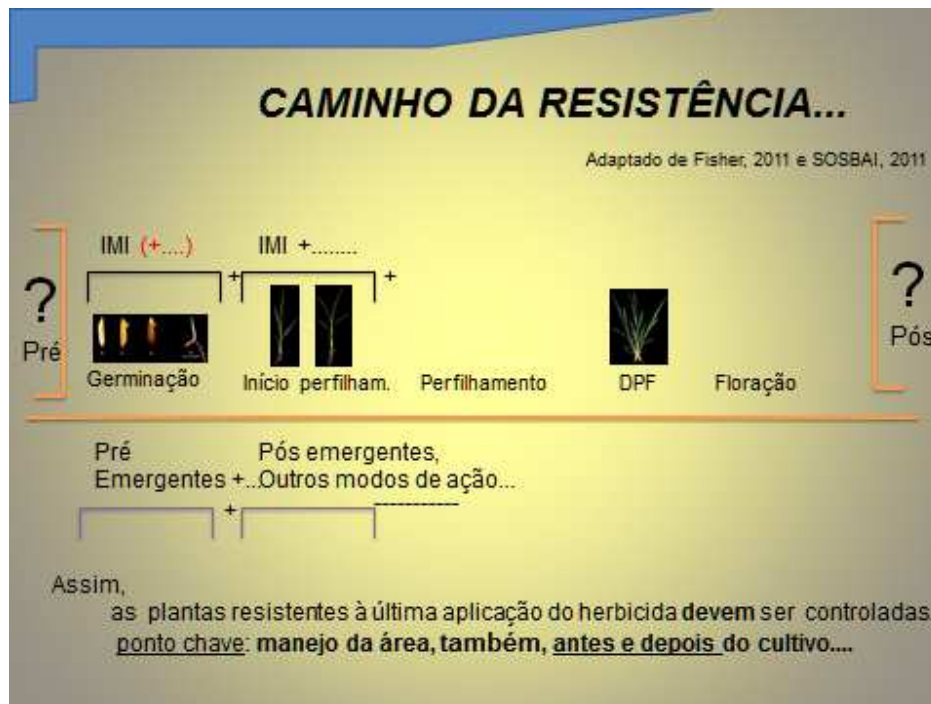 CAMINHO DA RESISTÊNCIA...
Adaptado de Fisher, 2011 e SOSBAI, 2011
IMI (+....) IMI +........
+ +
? ?
Pré Pós
Germinação Início perfilham. Perfilhamento DPF Floração
Pré Pós emergentes,
Emergentes +...Outros modos de ação...
------------
+
Assim,
as plantas resistentes à última aplicação do herbicida devem ser controladas
ponto chave: manejo da área, também, antes e depois do cultivo....